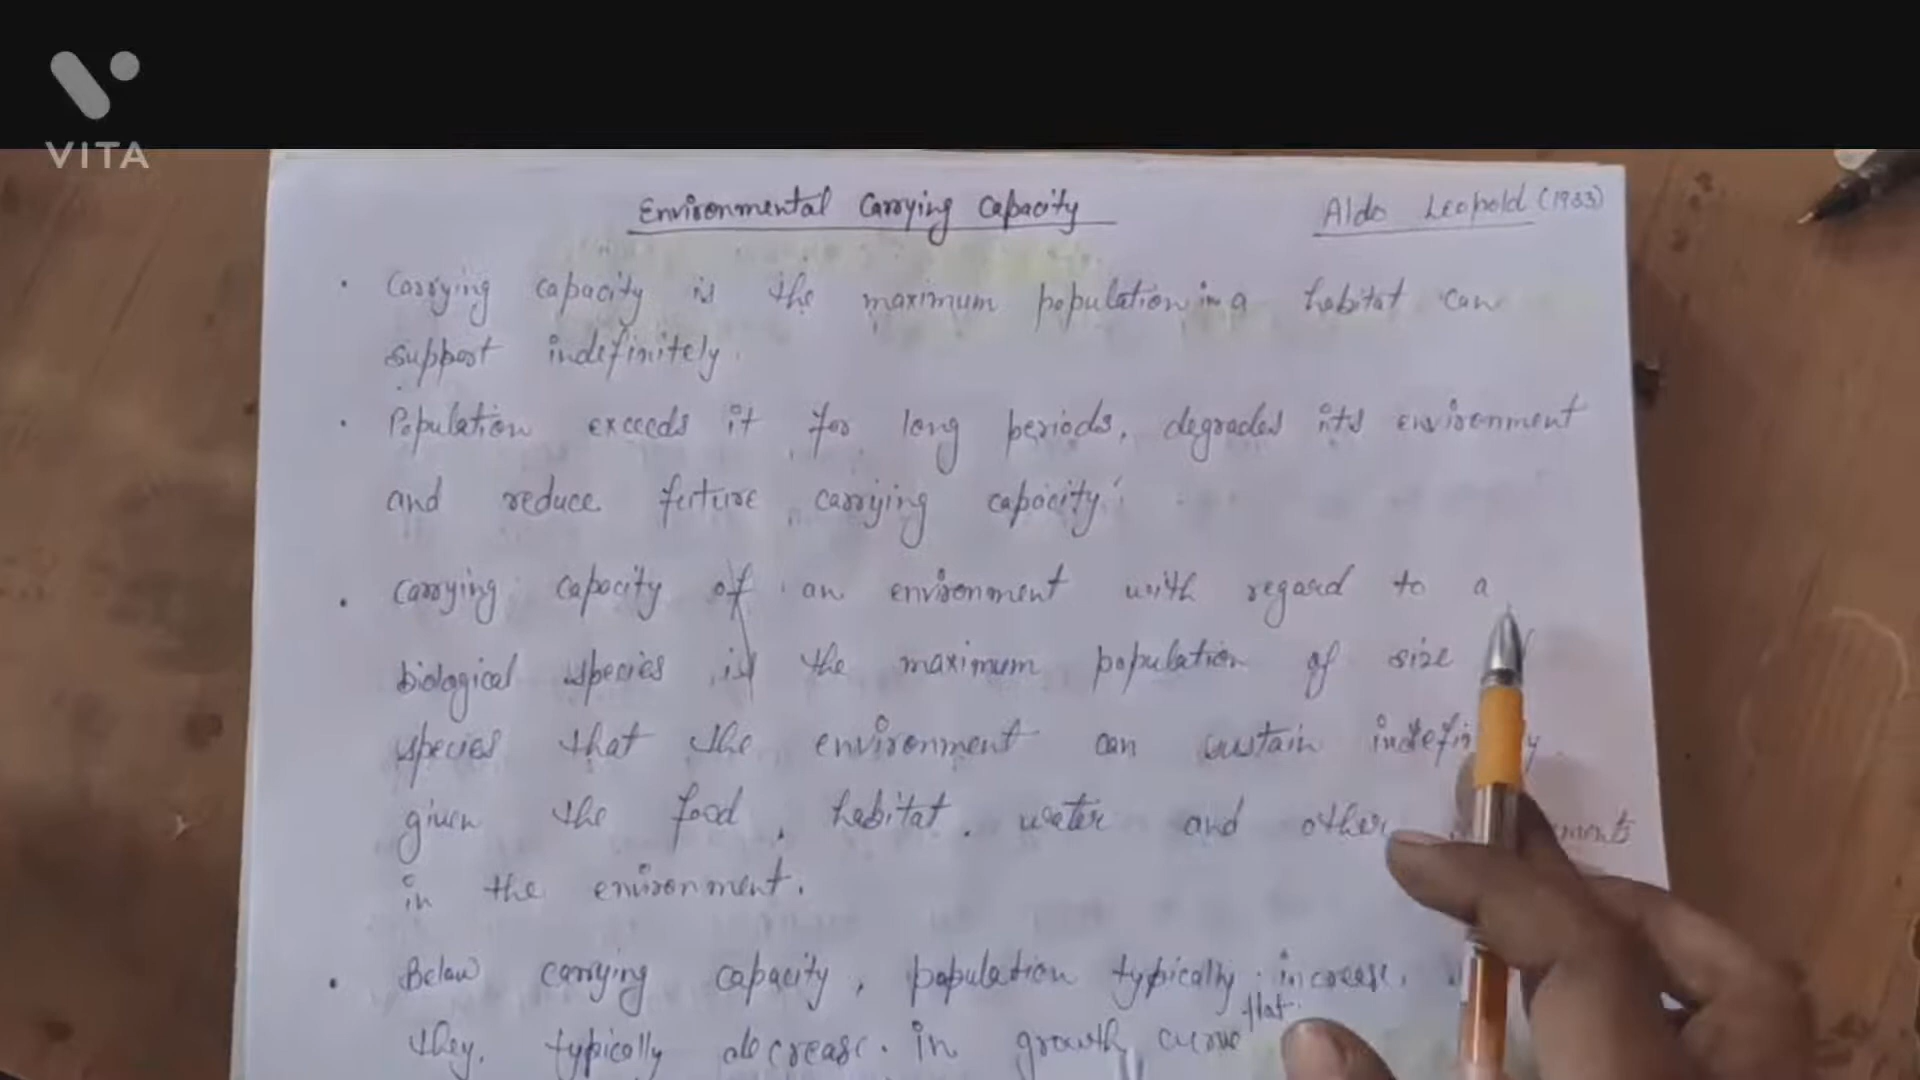 VITA
Environmental Carrying Capacity Aldo Leopold (1933)
• Carrying capacity is the maximum population in a habitat can
support indefinitely.
• Population exceeds it for long periods, degrades its environment
and reduce future carrying capacity.
• Carrying capacity of an environment with regard to a
biological species is the maximum population of size
species that the environment can sustain
given the food, habitat, water and other
in the environment.
• Below carrying capacity, population typically increase.
flat
they, typically decrease. in growth curve